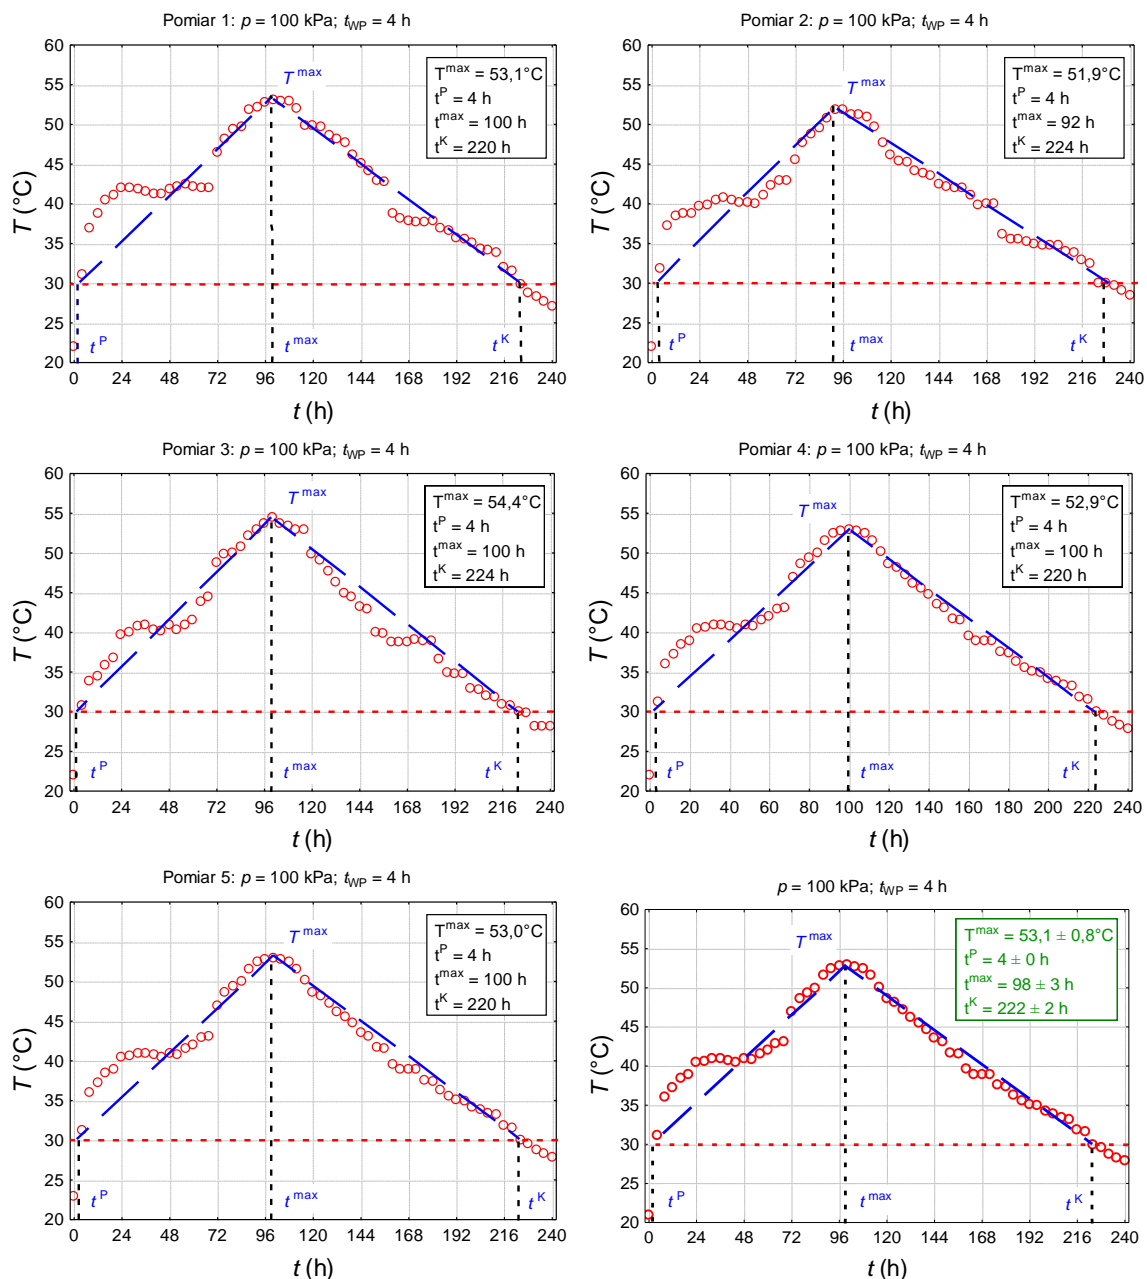 Pomiar 1: p = 100 kPa; tWP = 4 h
60
55
50
45
40
35
30
25
20
T (°C)
Tmax
Tmax = 53,1°C
tP = 4 h
tmax = 100 h
tK = 220 h
tP
tmax
tK
0 24 48 72 96 120 144 168 192 216 240
t (h)
Pomiar 2: p = 100 kPa; tWP = 4 h
60
55
50
45
40
35
30
25
20
T (°C)
Tmax
Tmax = 51,9°C
tP = 4 h
tmax = 92 h
tK = 224 h
tP
tmax
tK
0 24 48 72 96 120 144 168 192 216 240
t (h)
Pomiar 3: p = 100 kPa; tWP = 4 h
60
55
50
45
40
35
30
25
20
T (°C)
Tmax
Tmax = 54,4°C
tP = 4 h
tmax = 100 h
tK = 224 h
tP
tmax
tK
0 24 48 72 96 120 144 168 192 216 240
t (h)
Pomiar 4: p = 100 kPa; tWP = 4 h
60
55
50
45
40
35
30
25
20
T (°C)
Tmax
Tmax = 52,9°C
tP = 4 h
tmax = 100 h
tK = 220 h
tP
tmax
tK
0 20 40 60 80 100 120 140 160 180 200 220 240
t (h)
Pomiar 5: p = 100 kPa; tWP = 4 h
60
55
50
45
40
35
30
25
20
T (°C)
Tmax
Tmax = 53,0°C
tP = 4 h
tmax = 100 h
tK = 220 h
tP
tmax
tK
0 24 48 72 96 120 144 168 192 216 240
t (h)
p = 100 kPa; tWP = 4 h
60
55
50
45
40
35
30
25
20
T (°C)
Tmax
Tmax = 53,1 ± 0,8°C
tP = 4 ± 0 h
tmax = 98 ± 3 h
tK = 222 ± 2 h
tP
tmax
tK
0 24 48 72 96 120 144 168 192 216 240
t (h)